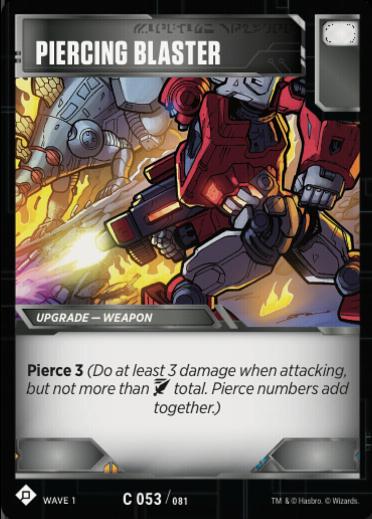 PIERCING BLASTER
UPGRADE — WEAPON
Pierce 3 (Do at least 3 damage when attacking,
but not more than total. Pierce numbers add
together.)
WAVE 1 C 053 / 081 TM & © Hasbro. © Wizards.